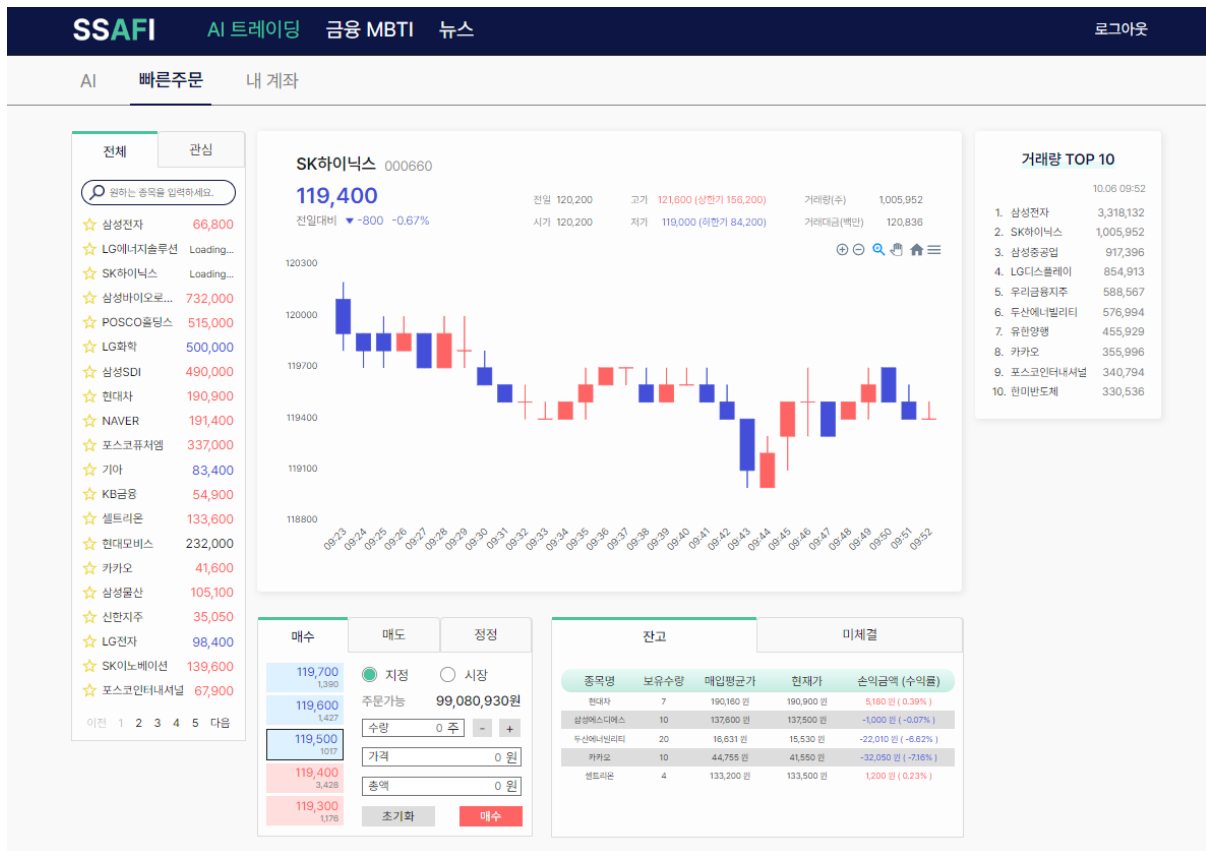 SSAFI AI 트레이딩 금융 MBTI 뉴스 로그아웃
AI 빠른주문 내 계좌
전체 관심
원하는 종목을 입력하세요.
삼성전자 66,800
LG에너지솔루션 Loading...
SK하이닉스 Loading...
삼성바이오로... 732,000
POSCO홀딩스 515,000
LG화학 500,000
삼성SDI 490,000
현대차 190,900
NAVER 191,400
포스코퓨처엠 337,000
기아 83,400
KB금융 54,900
셀트리온 133,600
현대모비스 232,000
카카오 41,600
삼성물산 105,100
신한지주 35,050
LG전자 98,400
SK이노베이션 139,600
포스코인터내셔널 67,900
이전 1 2 3 4 5 다음
SK하이닉스 000660
119,400
전일대비 ▼ -800 -0.67%
전일 120,200 고가 121,600 (상한기 156,200) 거래량(수) 1,005,952
시기 120,200 저가 119,000 (하한기 84,200) 거래대금(백만) 120,836
120300
120000
119700
119400
119100
118800
09:23 09:24 09:25 09:26 09:27 09:28 09:29 09:30 09:31 09:32 09:33 09:34 09:35 09:36 09:37 09:38 09:39 09:40 09:41 09:42 09:43 09:44 09:45 09:46 09:47 09:48 09:49 09:50 09:51 09:52
거래량 TOP 10
10.06 09:52
1. 삼성전자 3,318,132
2. SK하이닉스 1,005,952
3. 삼성중공업 917,396
4. LG디스플레이 854,913
5. 우리금융지주 588,567
6. 두산에너빌리티 576,994
7. 유한양행 455,929
8. 카카오 355,996
9. 포스코인터내셔널 340,794
10. 한미반도체 330,536
매수 매도 정정
119,700
1,390
119,600
1,427
119,500
1017
119,400
3,428
119,300
1,176
지정 시장
주문가능 99,080,930원
수량 0 주 - +
가격 0 원
총액 0 원
초기화 매수
잔고 미체결
종목명 보유수량 매입평균가 현재가 손익금액 (수익률)
현대차 7 190,160 원 190,900 원 5,180 원 ( 0.39% )
삼성에스디에스 10 137,600 원 137,500 원 -1,000 원 ( -0.07% )
두산에너빌리티 20 16,631 원 15,530 원 -22,010 원 ( -6.62% )
카카오 10 44,755 원 41,550 원 -32,050 원 ( -7.16% )
셀트리온 4 133,200 원 133,500 원 1,200 원 ( 0.23% )